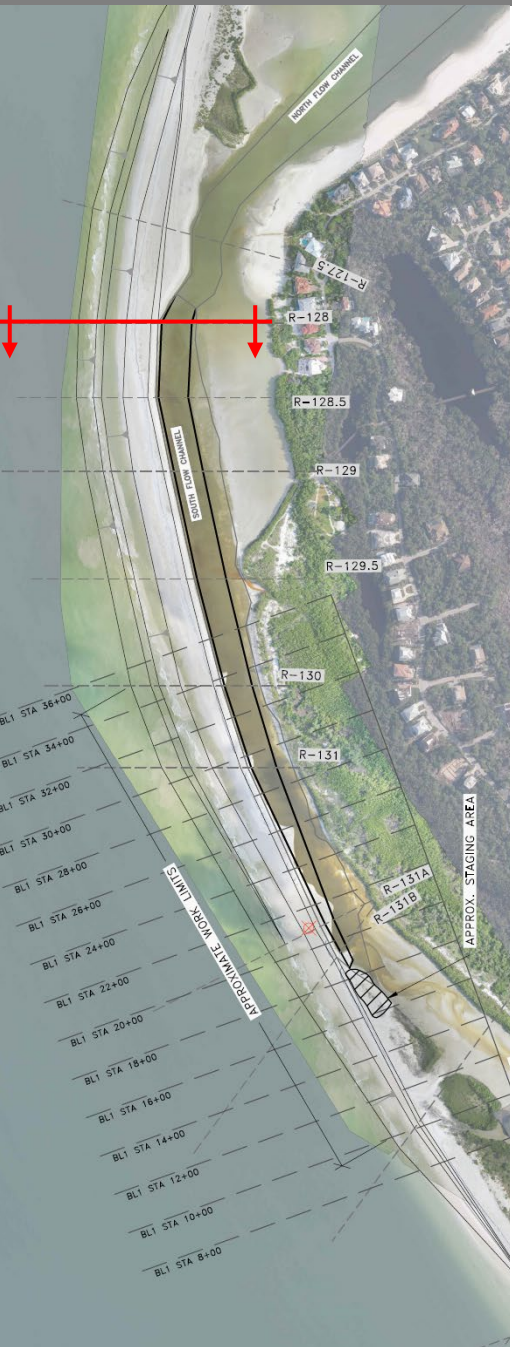 NORTH FLOW CHANNEL
R-127.5
R-128
R-128.5
SOUTH FLOW CHANNEL
R-129
R-129.5
R-130
BL1 STA 36+00
BL1 STA 34+00
R-131
BL1 STA 32+00
BL1 STA 30+00
BL1 STA 28+00
BL1 STA 26+00
APPROXIMATE WORK LIMITS
R-131A
R-131B
APPROX. STAGING AREA
BL1 STA 24+00
BL1 STA 22+00
BL1 STA 20+00
BL1 STA 18+00
BL1 STA 16+00
BL1 STA 14+00
BL1 STA 12+00
BL1 STA 10+00
BL1 STA 8+00